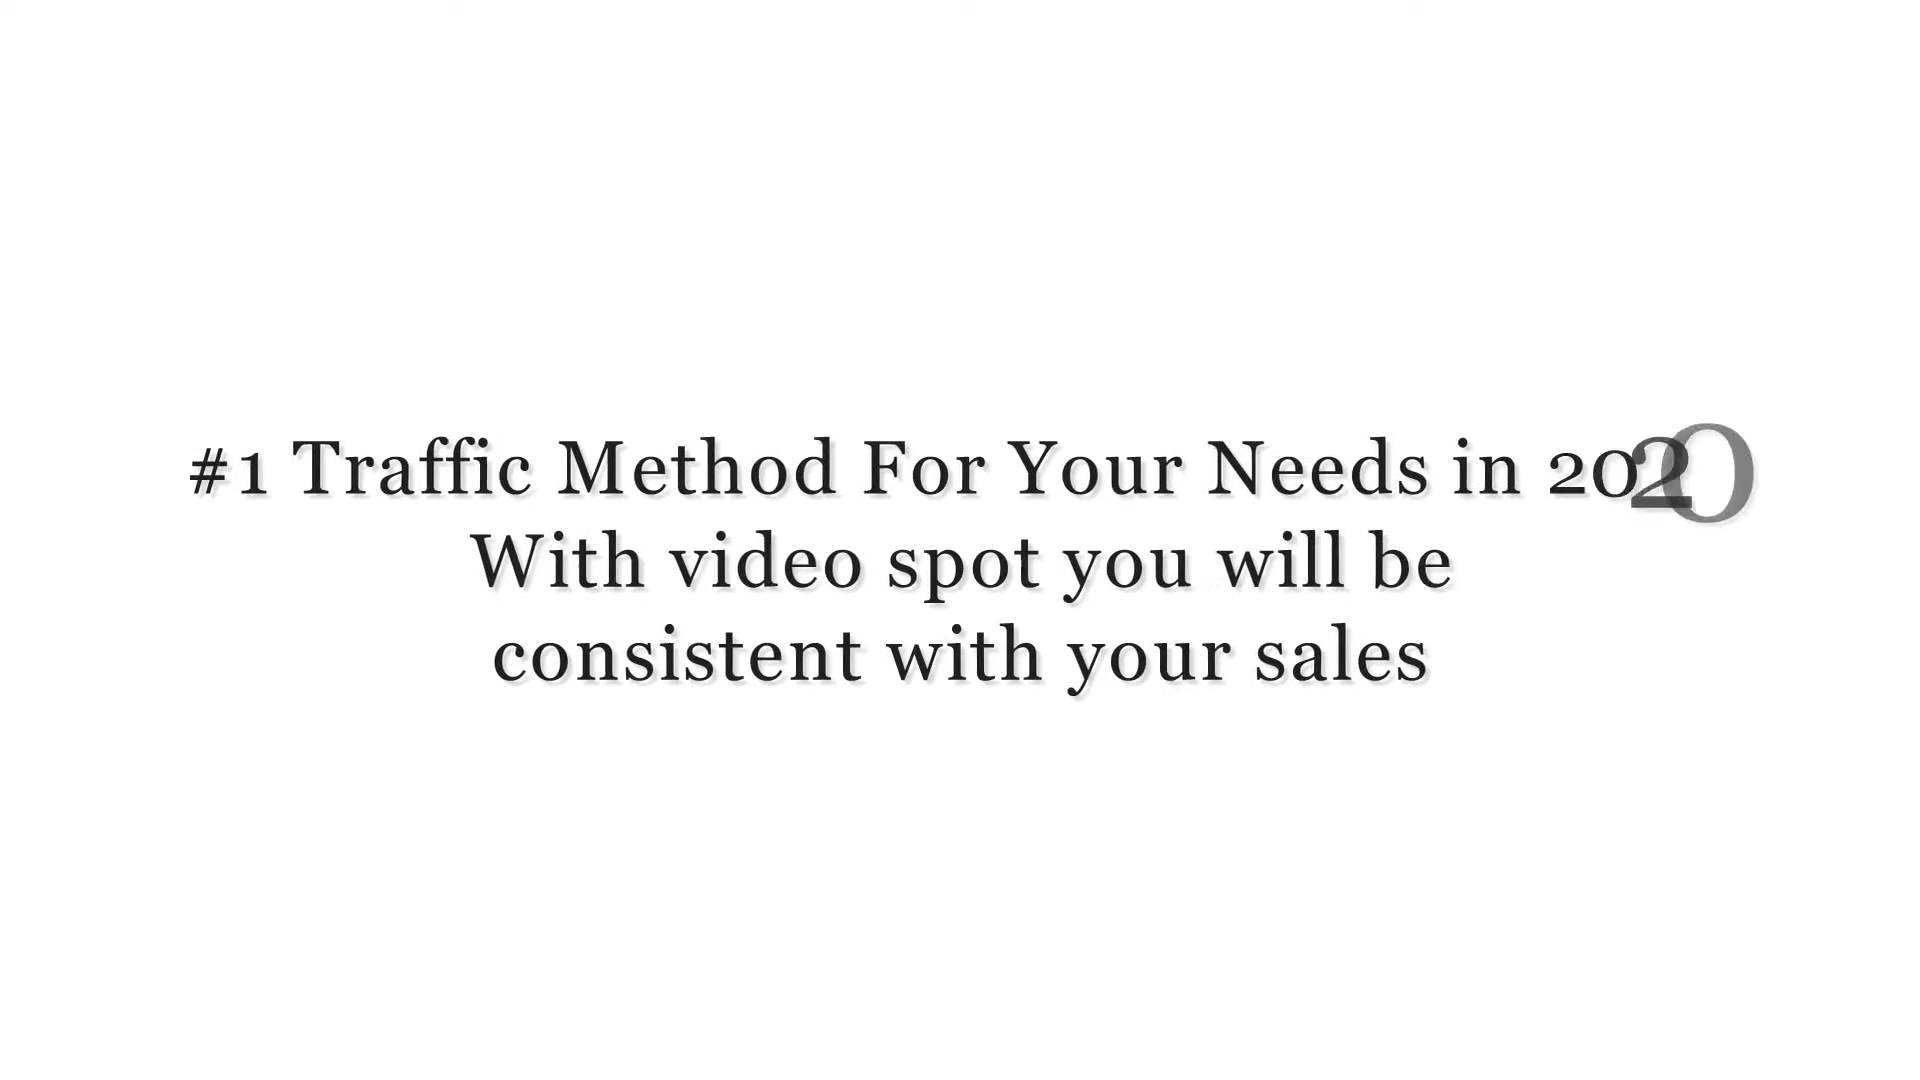 #1 Traffic Method For Your Needs in 2020
With video spot you will be
consistent with your sales